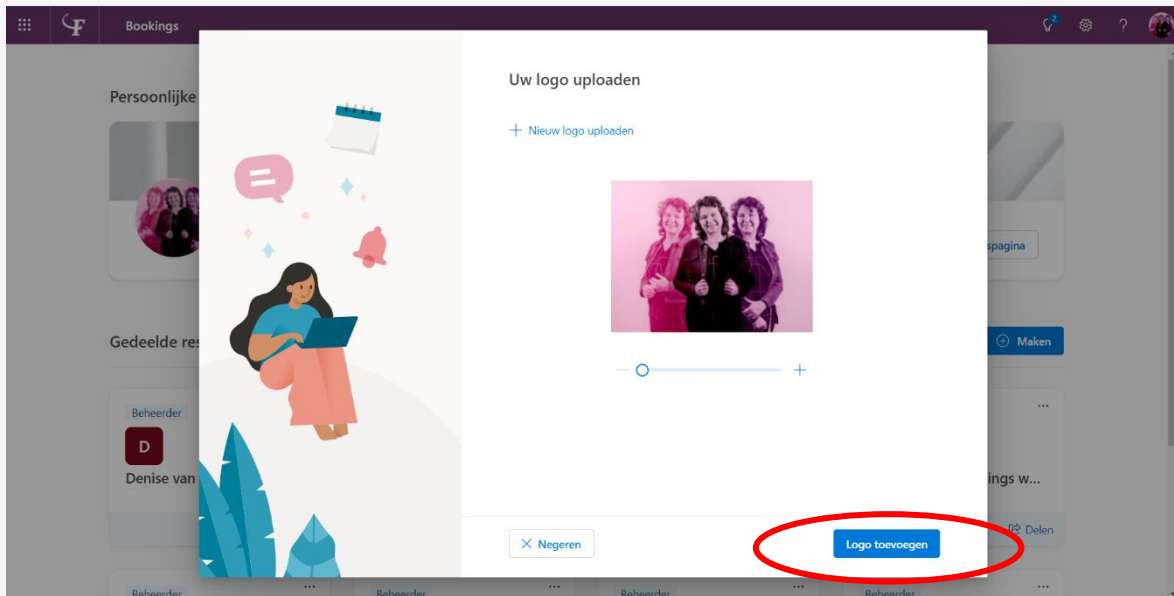 Bookings
2
?
Uw logo uploaden
Persoonlijke
+ Nieuw logo uploaden
spagina
Gedeelde res
Maken
Beheerder
D
Denise van
ings w...
Negeren
Logo toevoegen
Delen
Beheerder
Beheerder
Beheerder
Beheerder